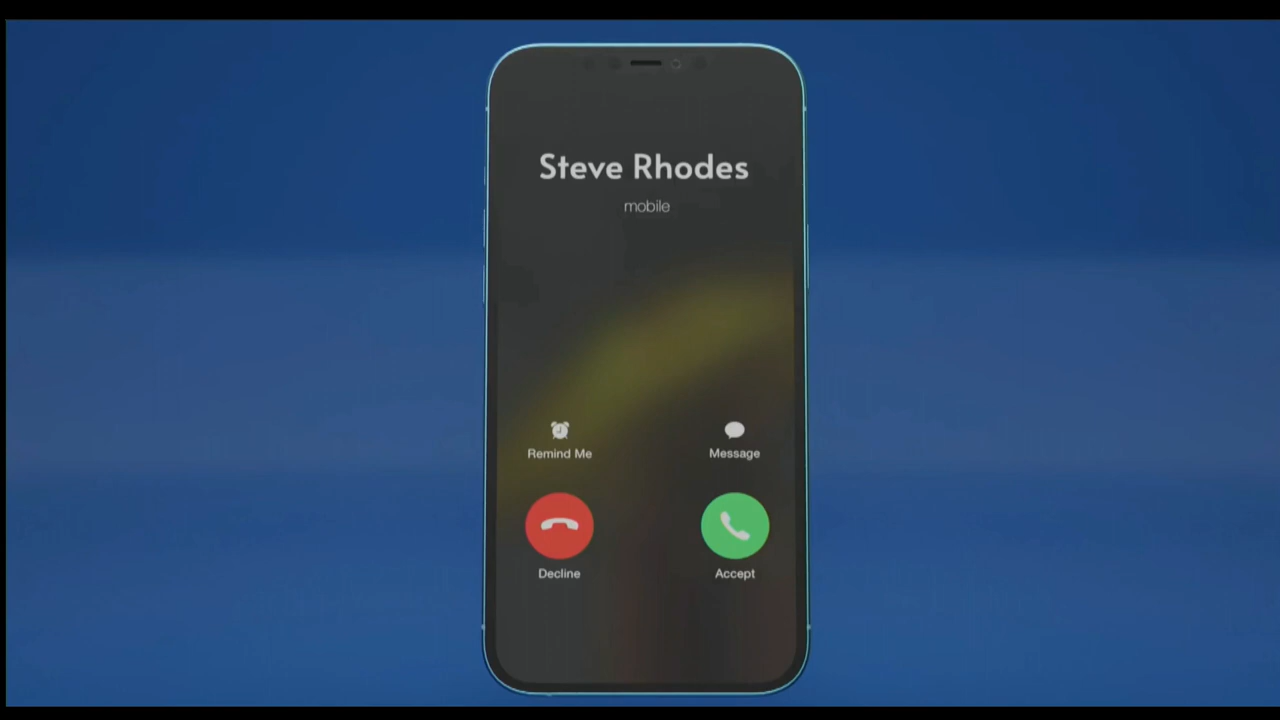 Steve Rhodes
mobile
Remind Me
Message
Decline
Accept